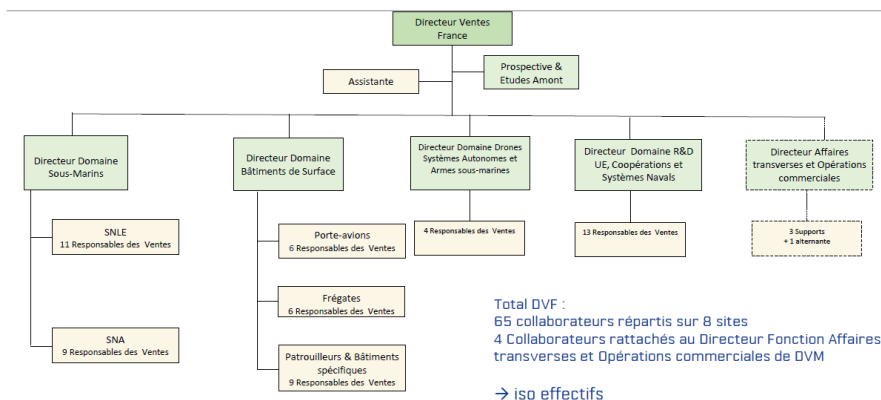 Directeur Ventes
France
Assistante
Prospective &
Etudes Amont
Directeur Domaine
Sous-Marins
Directeur Domaine
Bâtiments de Surface
Directeur Domaine Drones
Systèmes Autonomes et
Armes sous-marines
Directeur Domaine R&D
UE, Coopérations et
Systèmes Navals
Directeur Affaires
transverses et Opérations
commerciales
SNLE
11 Responsables des Ventes
Porte-avions
6 Responsables des Ventes
4 Responsables des Ventes
13 Responsables des Ventes
3 Supports
+ 1 alternante
Frégates
6 Responsables des Ventes
SNA
9 Responsables des Ventes
Patrouilleurs & Bâtiments
spécifiques
9 Responsables des Ventes
Total DVF :
65 collaborateurs répartis sur 8 sites
4 Collaborateurs rattachés au Directeur Fonction Affaires
transverses et Opérations commerciales de DVM
→ iso effectifs